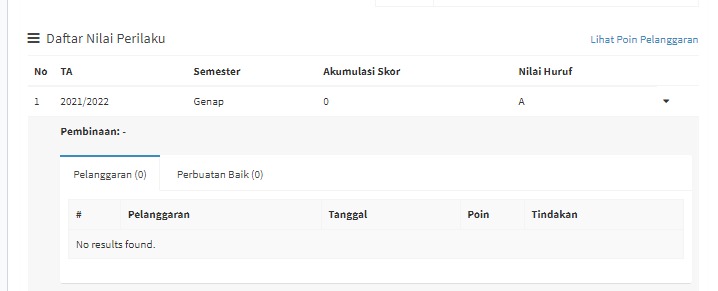 Daftar Nilai Perilaku
Lihat Poin Pelanggaran
No TA Semester Akumulasi Skor Nilai Huruf
1 2021/2022 Genap 0 A
Pembinaan: -
Pelanggaran (0) Perbuatan Baik (0)
# Pelanggaran Tanggal Poin Tindakan
No results found.